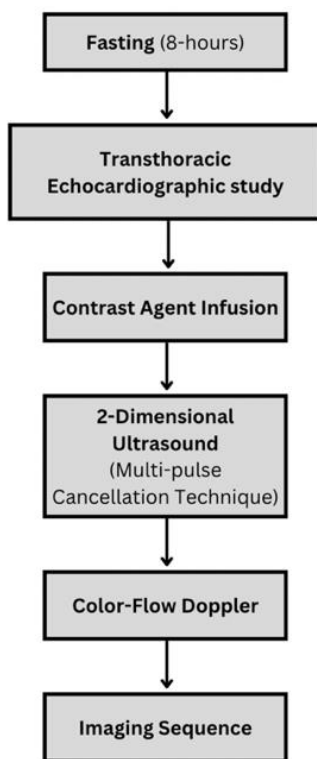 Fasting (8-hours)
Transthoracic
Echocardiographic study
Contrast Agent Infusion
2-Dimensional
Ultrasound
(Multi-pulse
Cancellation Technique)
Color-Flow Doppler
Imaging Sequence